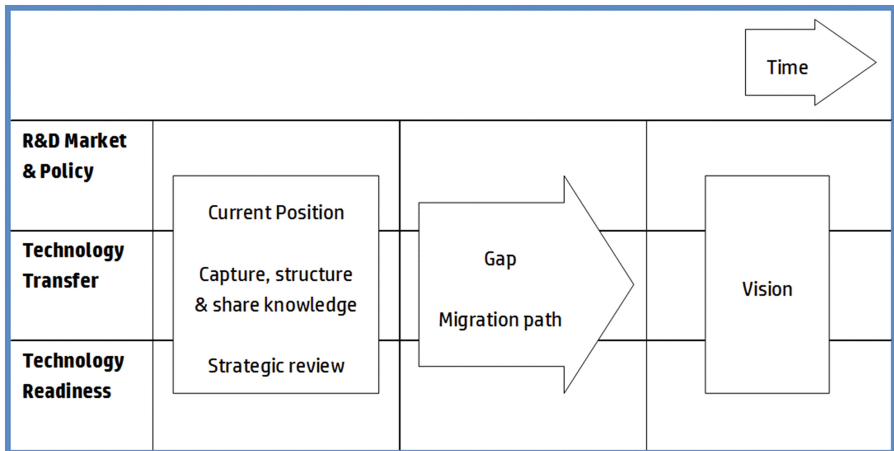 Time
R&D Market
& Policy
Current Position
Technology
Transfer
Capture, structure
& share knowledge
Gap
Migration path
Vision
Technology
Readiness
Strategic review